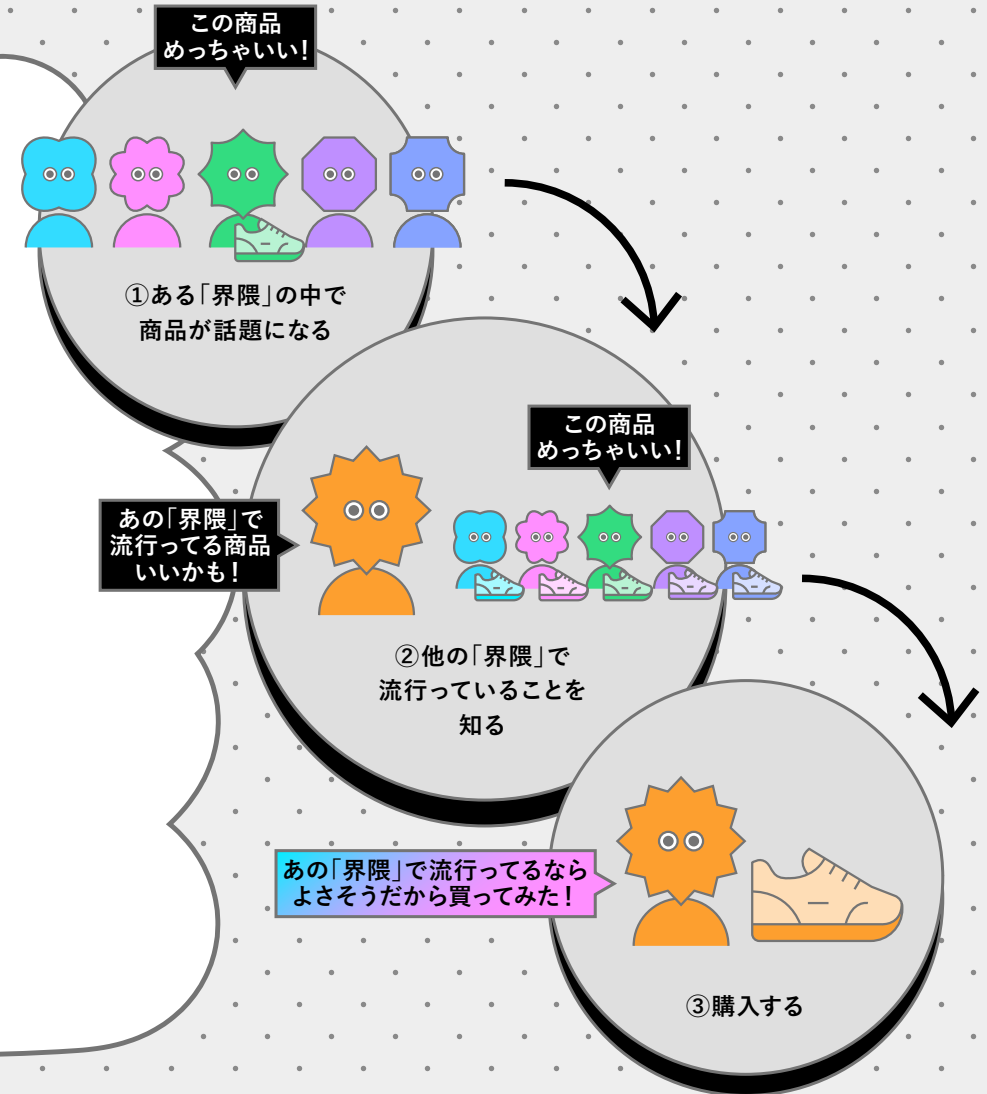 この商品
めっちゃいい！
①ある「界隈」の中で
商品が話題になる
この商品
めっちゃいい！
あの「界隈」で
流行ってる商品
いいかも！
②他の「界隈」で
流行っていることを
知る
あの「界隈」で流行ってるなら
よさそうだから買ってみた！
③購入する